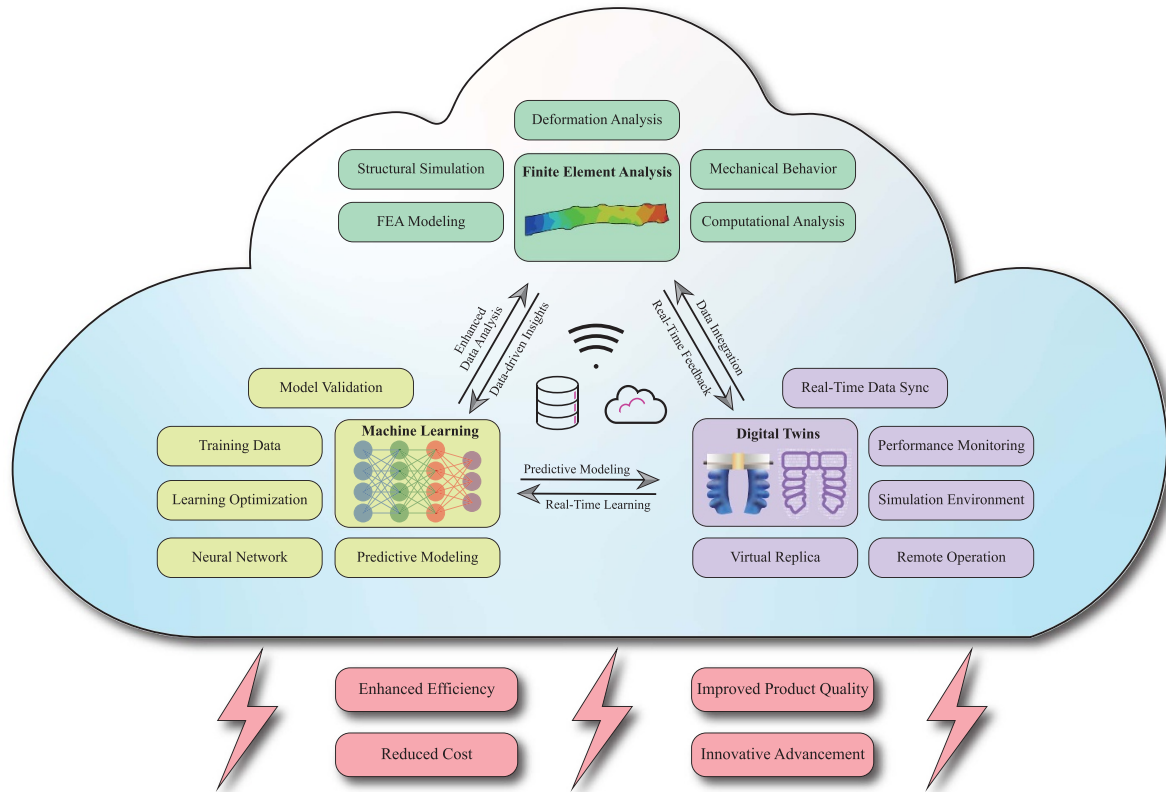 Deformation Analysis
Structural Simulation
Finite Element Analysis
Mechanical Behavior
FEA Modeling
Computational Analysis
Enhanced
Data Analysis
Data-driven Insights
Data Integration
Real-Time Feedback
Model Validation
Real-Time Data Sync
Machine Learning
Digital Twins
Training Data
Performance Monitoring
Learning Optimization
Predictive Modeling
Real-Time Learning
Simulation Environment
Neural Network
Predictive Modeling
Virtual Replica
Remote Operation
Enhanced Efficiency
Improved Product Quality
Reduced Cost
Innovative Advancement